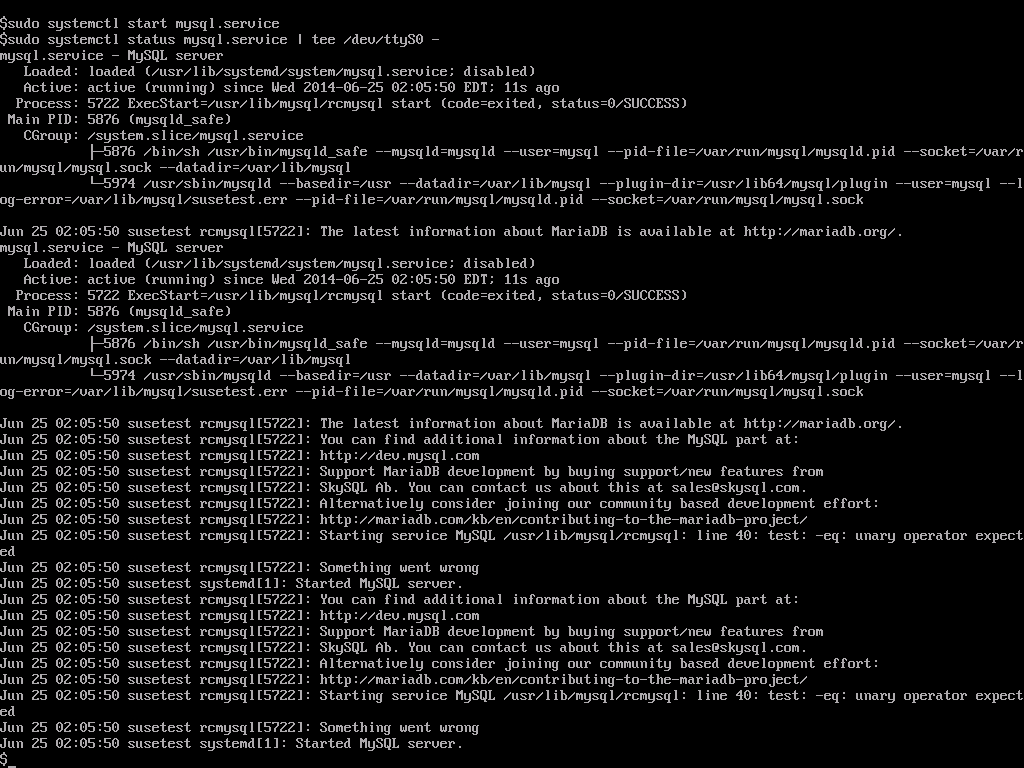 $sudo systemctl start mysql.service
$sudo systemctl status mysql.service | tee /dev/ttyS0 -
mysql.service - MySQL server
   Loaded: loaded (/usr/lib/systemd/system/mysql.service; disabled)
   Active: active (running) since Wed 2014-06-25 02:05:50 EDT; 11s ago
  Process: 5722 ExecStart=/usr/lib/mysql/rcmysql start (code=exited, status=0/SUCCESS)
 Main PID: 5876 (mysqld_safe)
   CGroup: /system.slice/mysql.service
           ├─5876 /bin/sh /usr/bin/mysqld_safe --mysqld=mysqld --user=mysql --pid-file=/var/run/mysql/mysqld.pid --socket=/var/r
un/mysql/mysql.sock --datadir=/var/lib/mysql
           └─5974 /usr/sbin/mysqld --basedir=/usr --datadir=/var/lib/mysql --plugin-dir=/usr/lib64/mysql/plugin --user=mysql --l
og-error=/var/lib/mysql/susetest.err --pid-file=/var/run/mysql/mysqld.pid --socket=/var/run/mysql/mysql.sock

Jun 25 02:05:50 susetest rcmysql[5722]: The latest information about MariaDB is available at http://mariadb.org/.
mysql.service - MySQL server
   Loaded: loaded (/usr/lib/systemd/system/mysql.service; disabled)
   Active: active (running) since Wed 2014-06-25 02:05:50 EDT; 11s ago
  Process: 5722 ExecStart=/usr/lib/mysql/rcmysql start (code=exited, status=0/SUCCESS)
 Main PID: 5876 (mysqld_safe)
   CGroup: /system.slice/mysql.service
           ├─5876 /bin/sh /usr/bin/mysqld_safe --mysqld=mysqld --user=mysql --pid-file=/var/run/mysql/mysqld.pid --socket=/var/r
un/mysql/mysql.sock --datadir=/var/lib/mysql
           └─5974 /usr/sbin/mysqld --basedir=/usr --datadir=/var/lib/mysql --plugin-dir=/usr/lib64/mysql/plugin --user=mysql --l
og-error=/var/lib/mysql/susetest.err --pid-file=/var/run/mysql/mysqld.pid --socket=/var/run/mysql/mysql.sock

Jun 25 02:05:50 susetest rcmysql[5722]: The latest information about MariaDB is available at http://mariadb.org/.
Jun 25 02:05:50 susetest rcmysql[5722]: You can find additional information about the MySQL part at:
Jun 25 02:05:50 susetest rcmysql[5722]: http://dev.mysql.com
Jun 25 02:05:50 susetest rcmysql[5722]: Support MariaDB development by buying support/new features from
Jun 25 02:05:50 susetest rcmysql[5722]: SkySQL Ab. You can contact us about this at sales@skysql.com.
Jun 25 02:05:50 susetest rcmysql[5722]: Alternatively consider joining our community based development effort:
Jun 25 02:05:50 susetest rcmysql[5722]: http://mariadb.com/kb/en/contributing-to-the-mariadb-project/
Jun 25 02:05:50 susetest rcmysql[5722]: Starting service MySQL /usr/lib/mysql/rcmysql: line 40: test: -eq: unary operator expect
ed
Jun 25 02:05:50 susetest rcmysql[5722]: Something went wrong
Jun 25 02:05:50 susetest systemd[1]: Started MySQL server.
Jun 25 02:05:50 susetest rcmysql[5722]: You can find additional information about the MySQL part at:
Jun 25 02:05:50 susetest rcmysql[5722]: http://dev.mysql.com
Jun 25 02:05:50 susetest rcmysql[5722]: Support MariaDB development by buying support/new features from
Jun 25 02:05:50 susetest rcmysql[5722]: SkySQL Ab. You can contact us about this at sales@skysql.com.
Jun 25 02:05:50 susetest rcmysql[5722]: Alternatively consider joining our community based development effort:
Jun 25 02:05:50 susetest rcmysql[5722]: http://mariadb.com/kb/en/contributing-to-the-mariadb-project/
Jun 25 02:05:50 susetest rcmysql[5722]: Starting service MySQL /usr/lib/mysql/rcmysql: line 40: test: -eq: unary operator expect
ed
Jun 25 02:05:50 susetest rcmysql[5722]: Something went wrong
Jun 25 02:05:50 susetest systemd[1]: Started MySQL server.
$_